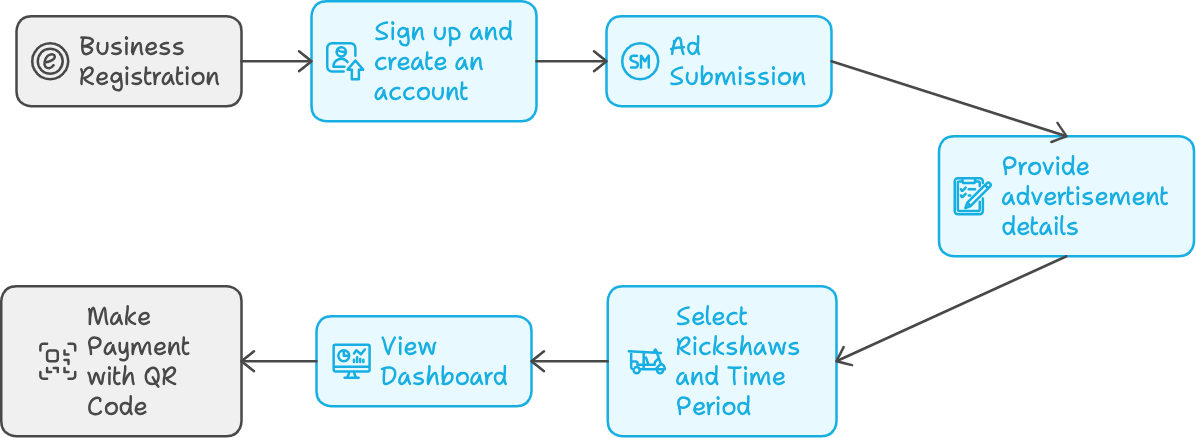 Business
Registration
Sign up and
create an
account
SM
Ad
Submission
Provide
advertisement
details
Select
Rickshaws
and Time
Period
View
Dashboard
Make
Payment
with QR
Code